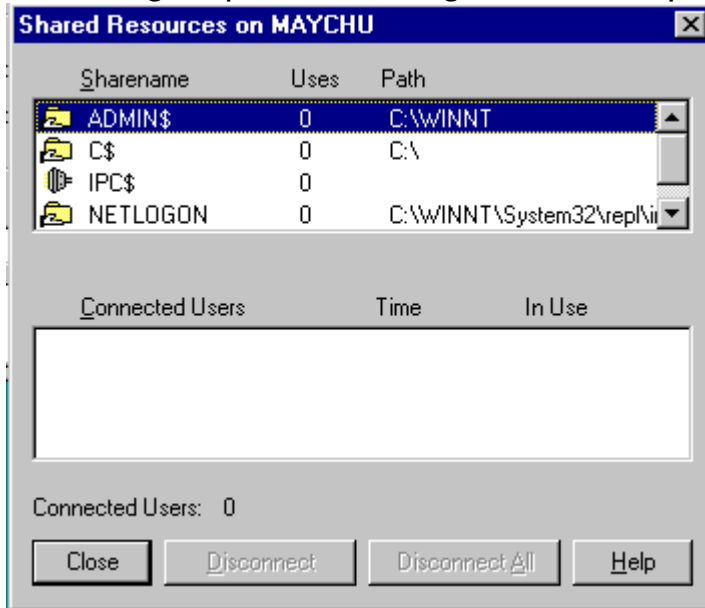 Shared Resources on MAYCHU
Sharename Uses Path
ADMIN$ 0 C:\WINNT
C$ 0 C:\
IPC$ 0
NETLOGON 0 C:\WINNT\System32\repl\i
Connected Users Time In Use
Connected Users: 0
Close Disconnect Disconnect All Help